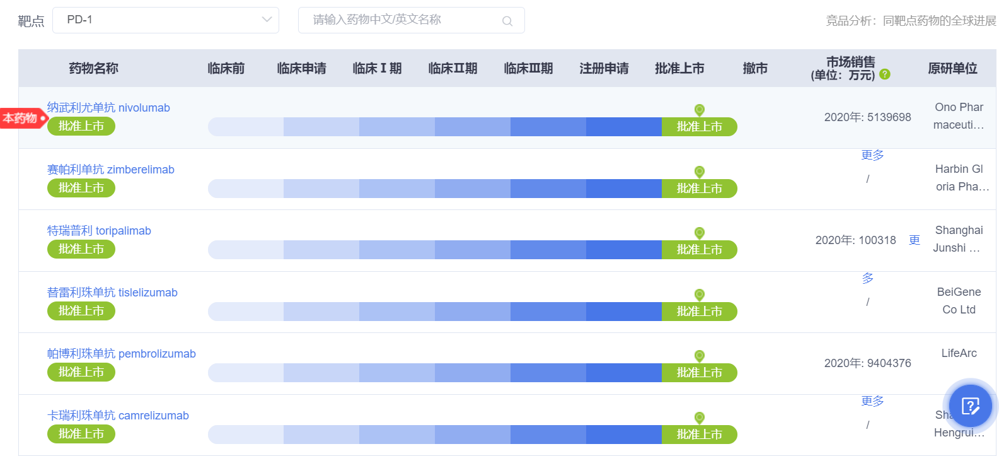 靶点 PD-1 请输入药物中文/英文名称 竞品分析：同靶点药物的全球进展
药物名称 临床前 临床申请 临床Ⅰ期 临床Ⅱ期 临床Ⅲ期 注册申请 批准上市 撤市 市场销售 原研单位
(单位：万元) ?
本药物
纳武利尤单抗 nivolumab
批准上市 批准上市 2020年: 5139698 Ono Phar
maceuti...
更多
赛帕利单抗 zimberelimab
批准上市 批准上市 / Harbin Gl
oria Pha...
特瑞普利 toripalimab
批准上市 批准上市 2020年: 100318 更 Shanghai
Junshi ...
多
替雷利珠单抗 tislelizumab
批准上市 批准上市 / BeiGene
Co Ltd
帕博利珠单抗 pembrolizumab
批准上市 批准上市 2020年: 9404376 LifeArc
更多
卡瑞利珠单抗 camrelizumab
批准上市 批准上市 / Sha
Hengrui...